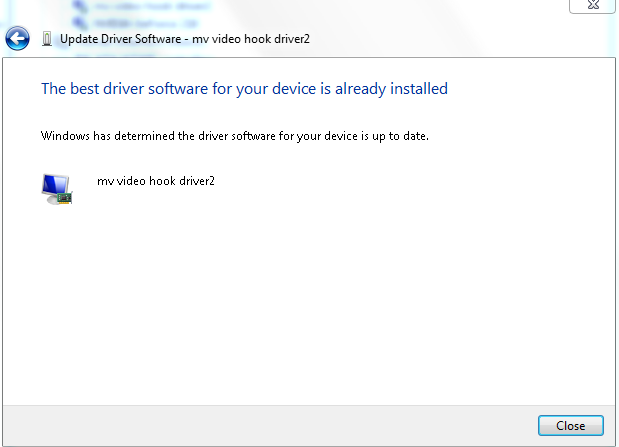 Update Driver Software - mv video hook driver2
The best driver software for your device is already installed
Windows has determined the driver software for your device is up to date.
mv video hook driver2
Close